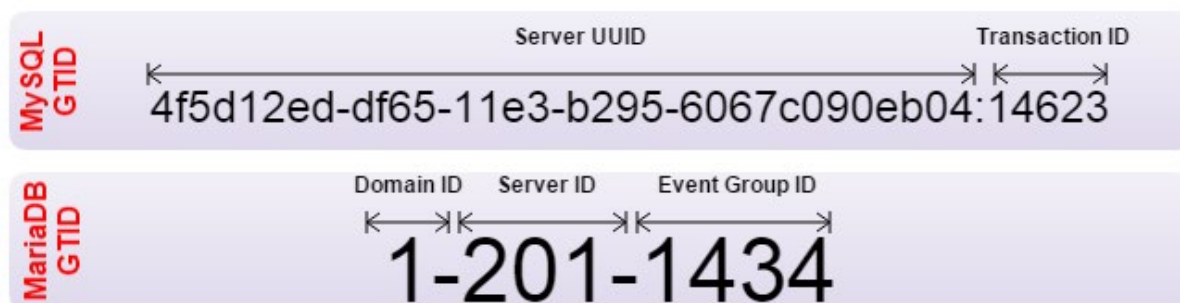 MySQL
GTID
Server UUID
Transaction ID
4f5d12ed-df65-11e3-b295-6067c090eb04:14623
MariaDB
GTID
Domain ID
Server ID
Event Group ID
1-201-1434